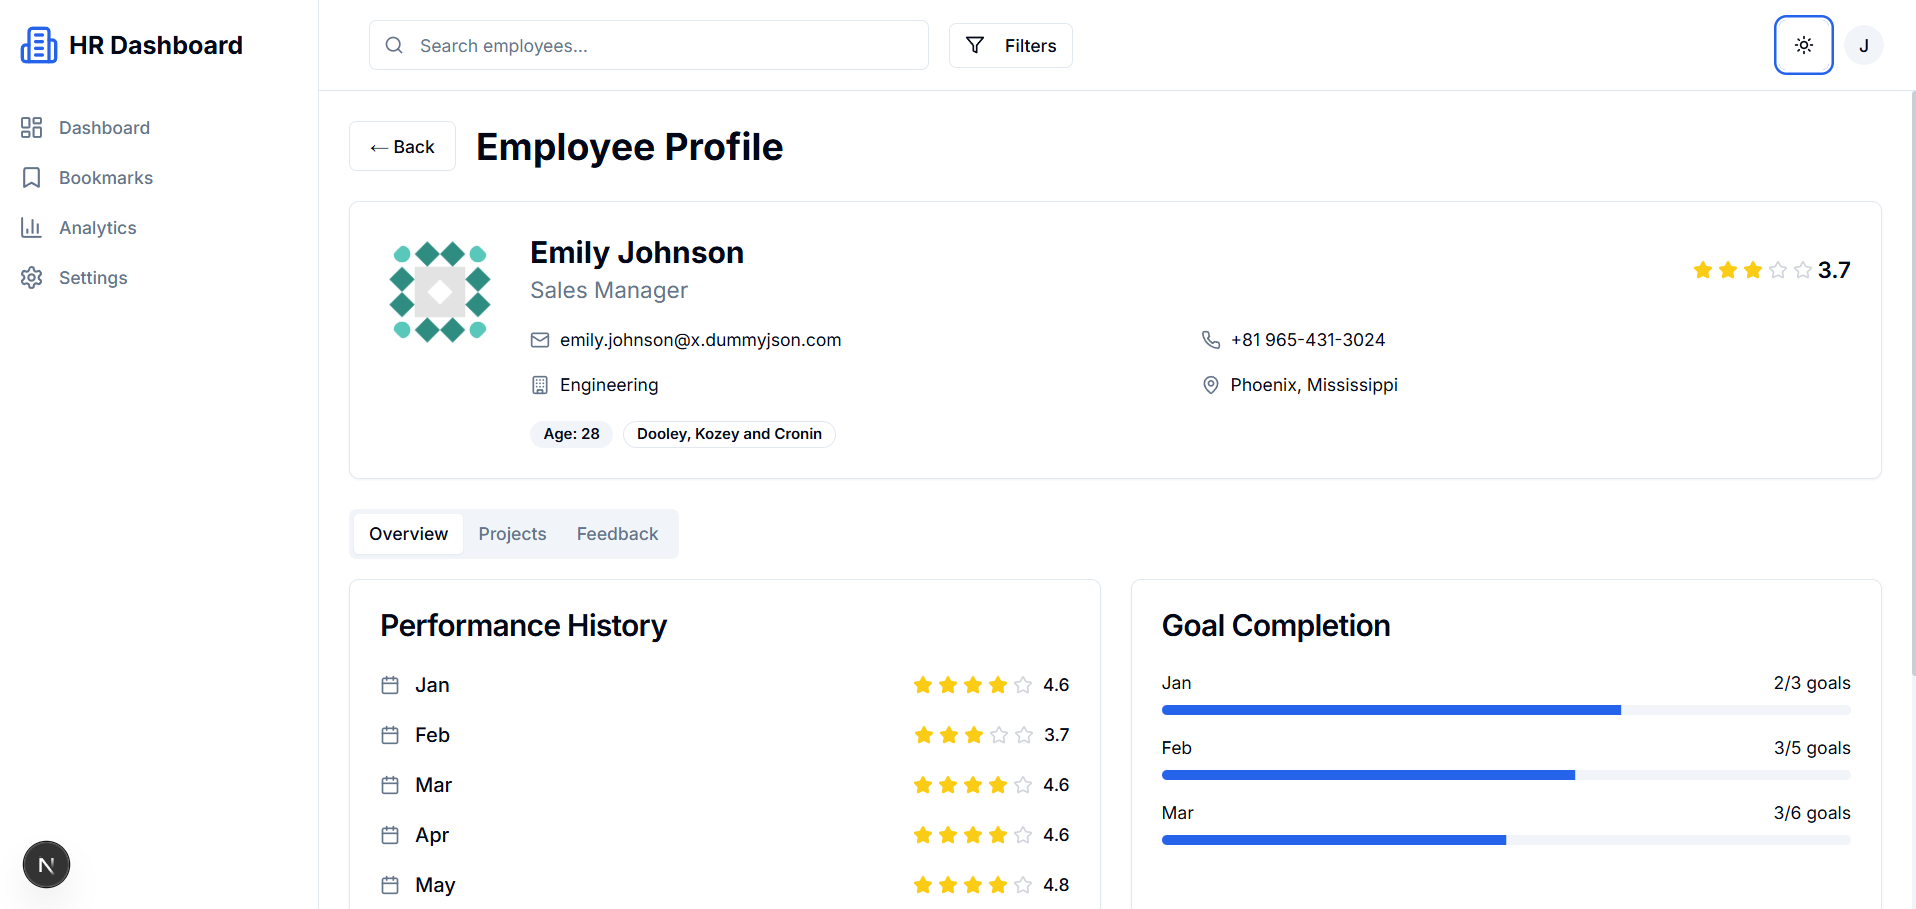 HR Dashboard
Search employees...
Filters
J
Dashboard
Bookmarks
Analytics
Settings
← Back
Employee Profile
Emily Johnson
Sales Manager
3.7
emily.johnson@x.dummyjson.com
+81 965-431-3024
Engineering
Phoenix, Mississippi
Age: 28
Dooley, Kozey and Cronin
Overview
Projects
Feedback
Performance History
Jan
4.6
Feb
3.7
Mar
4.6
Apr
4.6
May
4.8
Goal Completion
Jan
2/3 goals
Feb
3/5 goals
Mar
3/6 goals
N